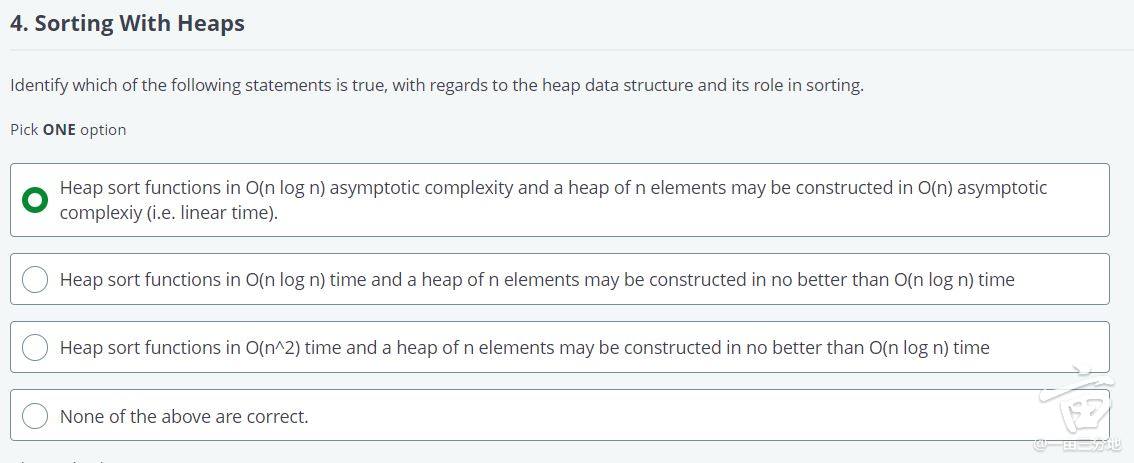 4. Sorting With Heaps
Identify which of the following statements is true, with regards to the heap data structure and its role in sorting.
Pick ONE option
Heap sort functions in O(n log n) asymptotic complexity and a heap of n elements may be constructed in O(n) asymptotic
complexiy (i.e. linear time).
Heap sort functions in O(n log n) time and a heap of n elements may be constructed in no better than O(n log n) time
Heap sort functions in O(n^2) time and a heap of n elements may be constructed in no better than O(n log n) time
None of the above are correct.
@一亩三分地